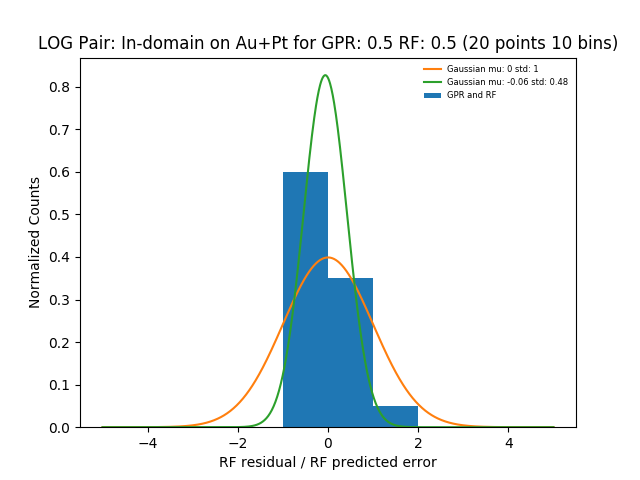 LOG Pair: In-domain on Au+Pt for GPR: 0.5 RF: 0.5 (20 points 10 bins)
Gaussian mu: 0 std: 1
Gaussian mu: -0.06 std: 0.48
GPR and RF
Normalized Counts
0.8
0.7
0.6
0.5
0.4
0.3
0.2
0.1
0.0
−4 −2 0 2 4
RF residual / RF predicted error